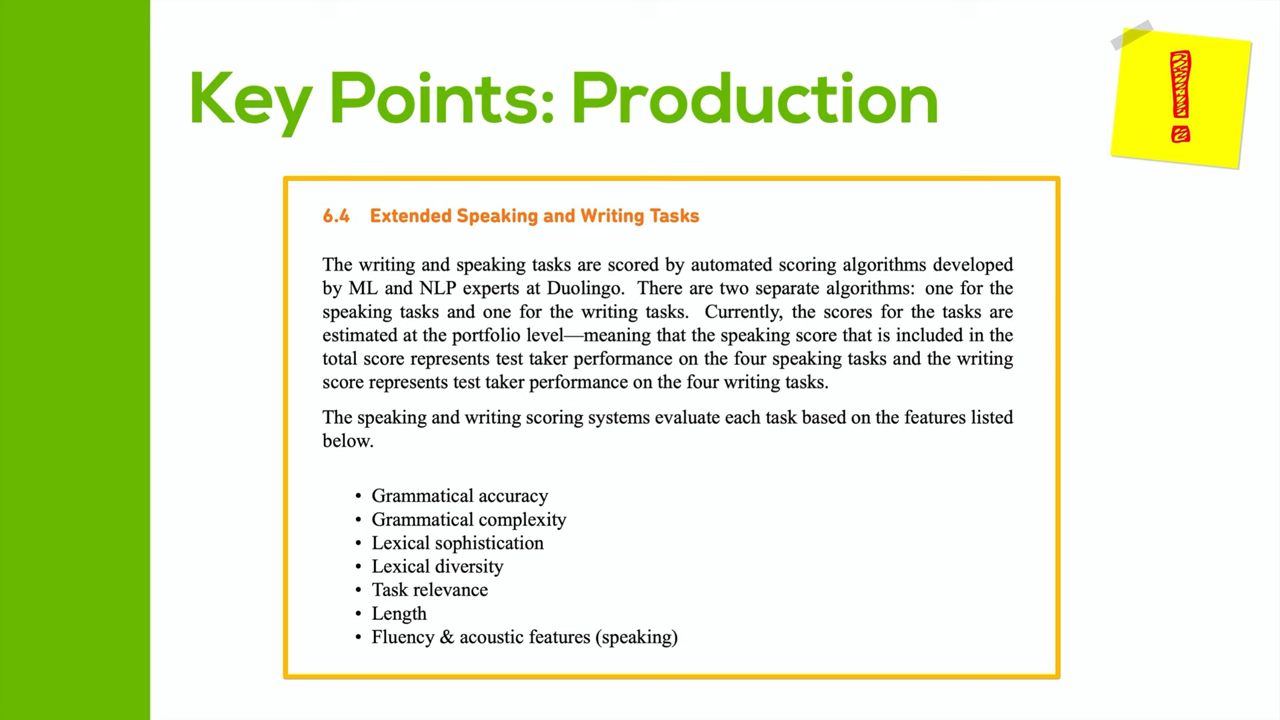 Key Points: Production
!
6.4 Extended Speaking and Writing Tasks
The writing and speaking tasks are scored by automated scoring algorithms developed
by ML and NLP experts at Duolingo. There are two separate algorithms: one for the
speaking tasks and one for the writing tasks. Currently, the scores for the tasks are
estimated at the portfolio level—meaning that the speaking score that is included in the
total score represents test taker performance on the four speaking tasks and the writing
score represents test taker performance on the four writing tasks.
The speaking and writing scoring systems evaluate each task based on the features listed
below.
• Grammatical accuracy
• Grammatical complexity
• Lexical sophistication
• Lexical diversity
• Task relevance
• Length
• Fluency & acoustic features (speaking)